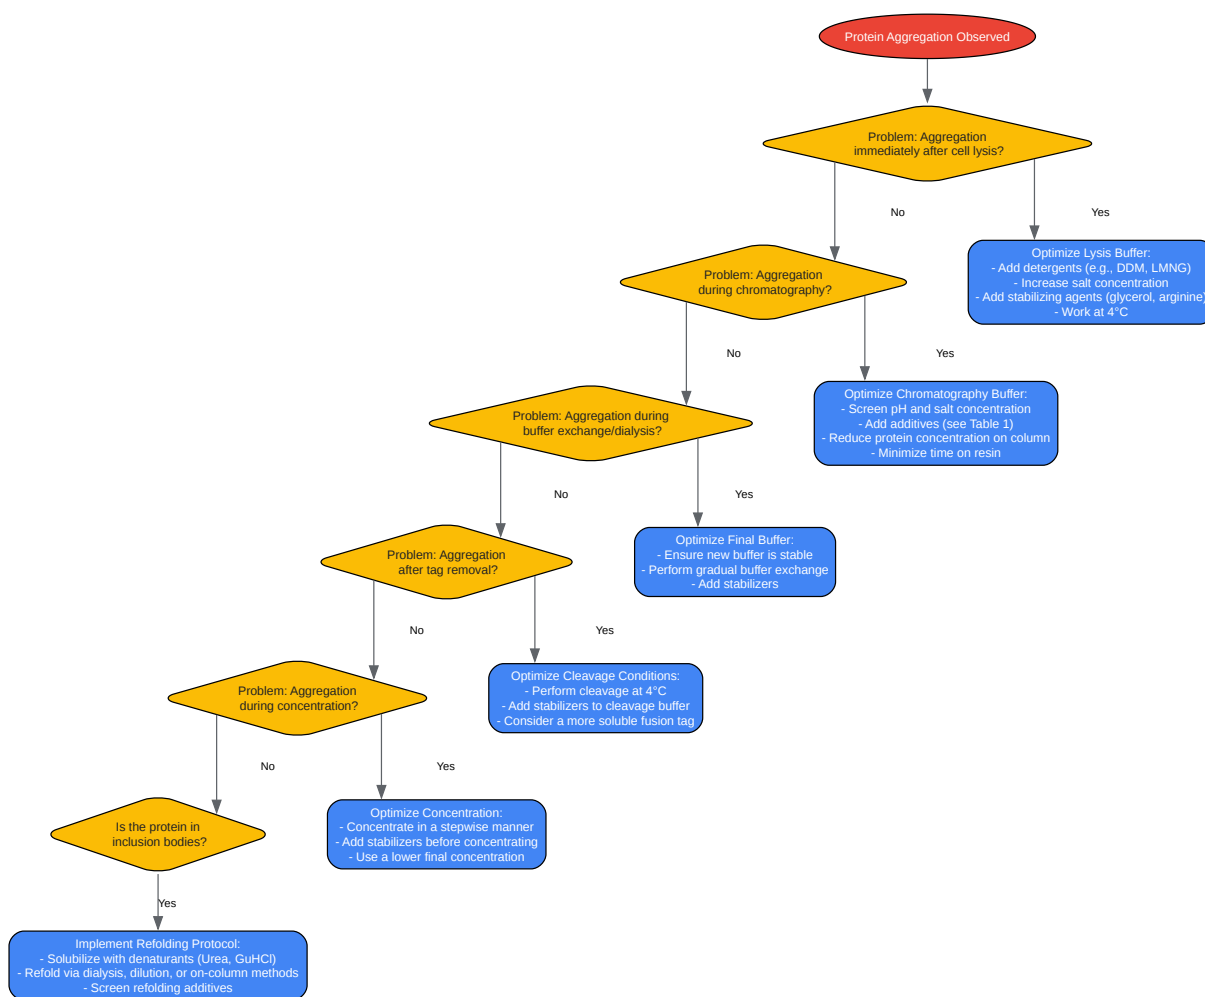 Protein Aggregation Observed
Problem: Aggregation
immediately after cell lysis?
No
Yes
Optimize Lysis Buffer:
- Add detergents (e.g., DDM, LMNG)
- Increase salt concentration
- Add stabilizing agents (glycerol, arginine)
- Work at 4°C
Problem: Aggregation
during chromatography?
No
Yes
Optimize Chromatography Buffer:
- Screen pH and salt concentration
- Add additives (see Table 1)
- Reduce protein concentration on column
- Minimize time on resin
Problem: Aggregation during
buffer exchange/dialysis?
No
Yes
Optimize Final Buffer:
- Ensure new buffer is stable
- Perform gradual buffer exchange
- Add stabilizers
Problem: Aggregation
after tag removal?
No
Yes
Optimize Cleavage Conditions:
- Perform cleavage at 4°C
- Add stabilizers to cleavage buffer
- Consider a more soluble fusion tag
Problem: Aggregation
during concentration?
No
Yes
Optimize Concentration:
- Concentrate in a stepwise manner
- Add stabilizers before concentrating
- Use a lower final concentration
Is the protein in
inclusion bodies?
Yes
Implement Refolding Protocol:
- Solubilize with denaturants (Urea, GuHCl)
- Refold via dialysis, dilution, or on-column methods
- Screen refolding additives